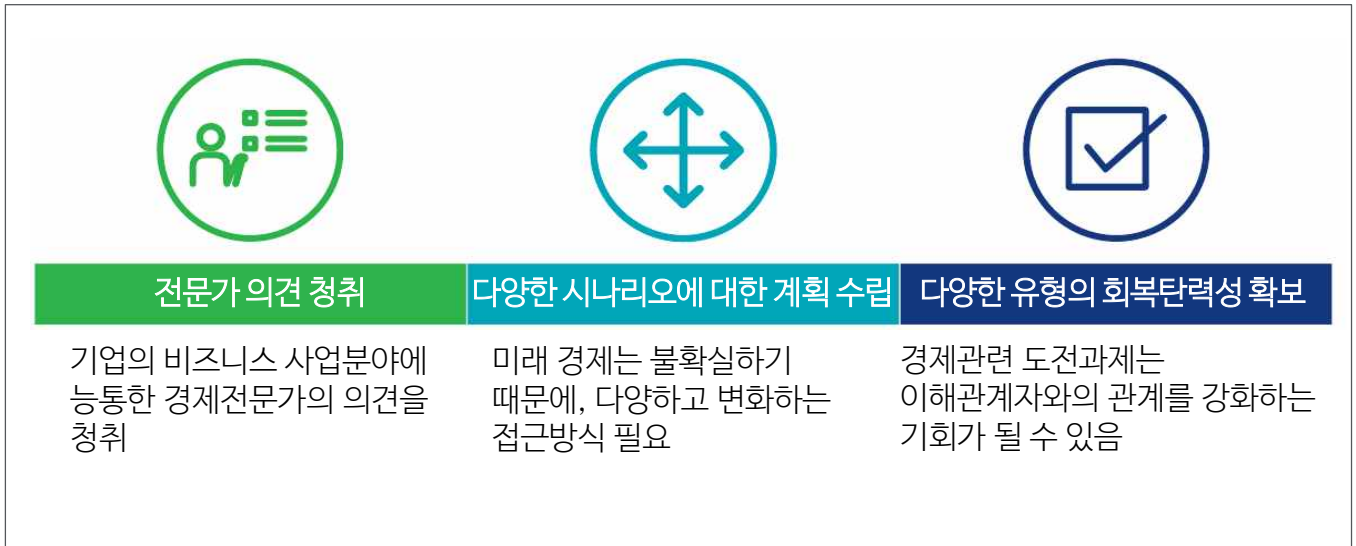 전문가 의견 청취
다양한 시나리오에 대한 계획 수립
다양한 유형의 회복탄력성 확보
기업의 비즈니스 사업분야에
능통한 경제전문가의 의견을
청취
미래 경제는 불확실하기
때문에, 다양하고 변화하는
접근방식 필요
경제관련 도전과제는
이해관계자와의 관계를 강화하는
기회가 될 수 있음